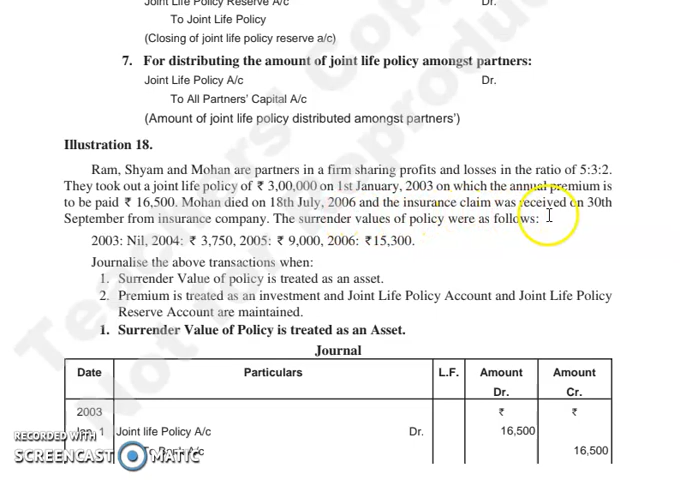 Joint Life Policy Reserve A/c Dr.
To Joint Life Policy
(Closing of joint life policy reserve a/c)
7. For distributing the amount of joint life policy amongst partners:
Joint Life Policy A/c Dr.
To All Partners' Capital A/c
(Amount of joint life policy distributed amongst partners')
Illustration 18.
Ram, Shyam and Mohan are partners in a firm sharing profits and losses in the ratio of 5:3:2.
They took out a joint life policy of ₹ 3,00,000 on 1st January, 2003 on which the annual premium is
to be paid ₹ 16,500. Mohan died on 18th July, 2006 and the insurance claim was received on 30th
September from insurance company. The surrender values of policy were as follows:
2003: Nil, 2004: ₹ 3,750, 2005: ₹ 9,000, 2006: ₹15,300.
Journalise the above transactions when:
1. Surrender Value of policy is treated as an asset.
2. Premium is treated as an investment and Joint Life Policy Account and Joint Life Policy
Reserve Account are maintained.
1. Surrender Value of Policy is treated as an Asset.
Journal
Date Particulars L.F. Amount Amount
Dr. Cr.
2003 ₹ ₹
1 Joint life Policy A/c Dr. 16,500
16,500
RECORDED WITH
SCREENCAST MATIC